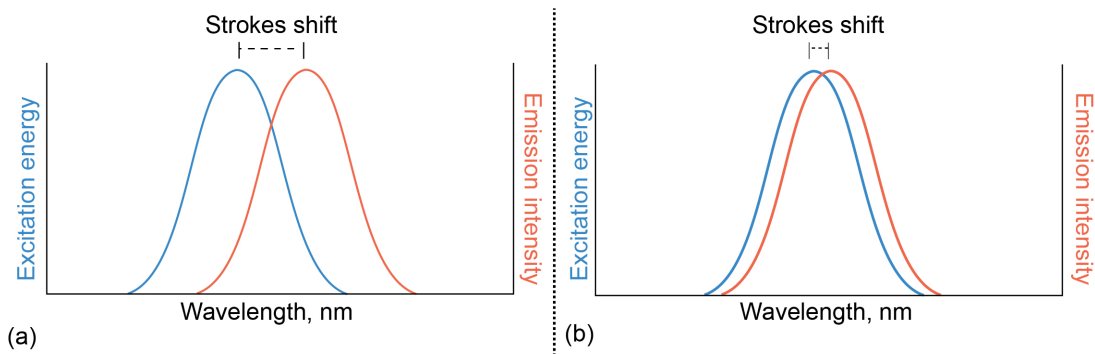 Strokes shift
Excitation energy
Emission intensity
Wavelength, nm
(a)
Strokes shift
Excitation energy
Emission intensity
Wavelength, nm
(b)